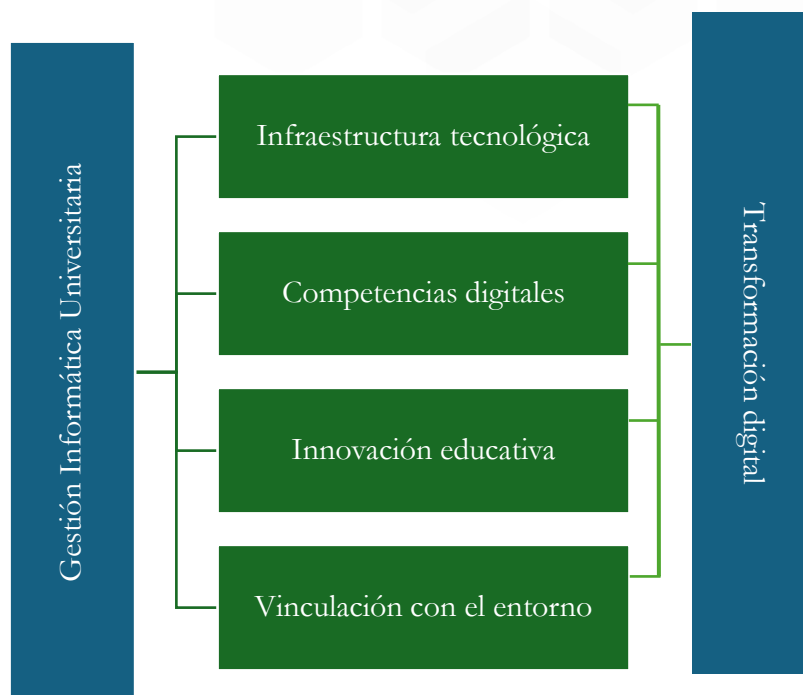 Gestión Informática Universitaria
Infraestructura tecnológica
Competencias digitales
Innovación educativa
Vinculación con el entorno
Transformación digital